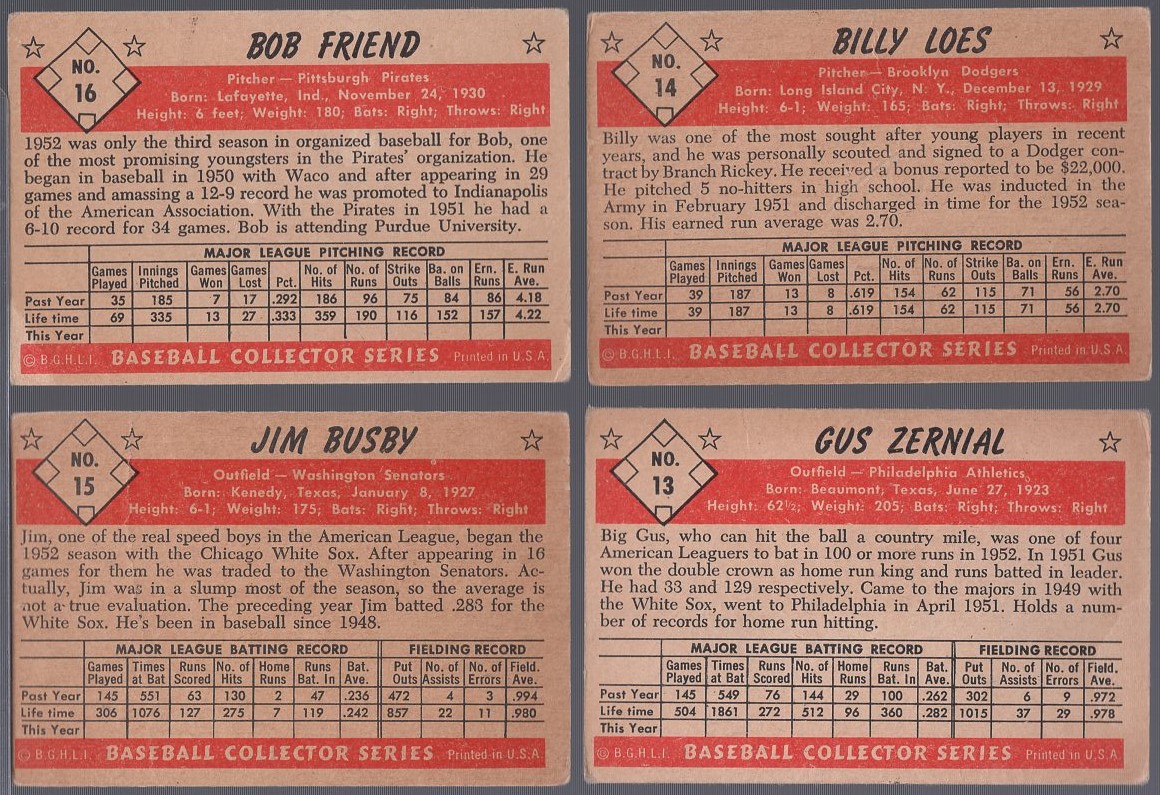 BOB FRIEND
NO.
16
Pitcher — Pittsburgh Pirates
Born: Lafayette, Ind., November 24, 1930
Height: 6 feet; Weight: 180; Bats: Right; Throws: Right
1952 was only the third season in organized baseball for Bob, one
of the most promising youngsters in the Pirates' organization. He
began in baseball in 1950 with Waco and after appearing in 29
games and amassing a 12-9 record he was promoted to Indianapolis
of the American Association. With the Pirates in 1951 he had a
6-10 record for 34 games. Bob is attending Purdue University.
MAJOR LEAGUE PITCHING RECORD
Games Innings Games Games No. of No. of Strike Ba. on Ern. E. Run
Played Pitched Won Lost Pct. Hits Runs Outs Balls Runs Ave.
Past Year 35 185 7 17 .292 186 96 75 84 86 4.18
Life time 69 335 13 27 .333 359 190 116 152 157 4.22
This Year
© B.G.H.L.I. BASEBALL COLLECTOR SERIES Printed in U.S.A.
BILLY LOES
NO.
14
Pitcher — Brooklyn Dodgers
Born: Long Island City, N. Y., December 13, 1929
Height: 6-1; Weight: 165; Bats: Right; Throws: Right
Billy was one of the most sought after young players in recent
years, and he was personally scouted and signed to a Dodger con-
tract by Branch Rickey. He received a bonus reported to be $22,000.
He pitched 5 no-hitters in high school. He was inducted in the
Army in February 1951 and discharged in time for the 1952 sea-
son. His earned run average was 2.70.
MAJOR LEAGUE PITCHING RECORD
Games Innings Games Games No. of No. of Strike Ba. on Ern. E. Run
Played Pitched Won Lost Pct. Hits Runs Outs Balls Runs Ave.
Past Year 39 187 13 8 .619 154 62 115 71 56 2.70
Life time 39 187 13 8 .619 154 62 115 71 56 2.70
This Year
© B.G.H.L.I. BASEBALL COLLECTOR SERIES Printed in U.S.A.
JIM BUSBY
NO.
15
Outfield — Washington Senators
Born: Kenedy, Texas, January 8, 1927
Height: 6-1; Weight: 175; Bats: Right; Throws: Right
Jim, one of the real speed boys in the American League, began the
1952 season with the Chicago White Sox. After appearing in 16
games for them he was traded to the Washington Senators. Ac-
tually, Jim was in a slump most of the season, so the average is
not a true evaluation. The preceding year Jim batted .283 for the
White Sox. He's been in baseball since 1948.
MAJOR LEAGUE BATTING RECORD FIELDING RECORD
Games Times Runs No. of Home Runs Bat. Put No. of No. of Field.
Played at Bat Scored Hits Runs Bat. In Ave. Outs Assists Errors Ave.
Past Year 145 551 63 130 2 47 .236 472 4 3 .994
Life time 306 1076 127 275 7 119 .242 857 22 11 .980
This Year
© B.G.H.L.I. BASEBALL COLLECTOR SERIES Printed in U.S.A.
GUS ZERNIAL
NO.
13
Outfield — Philadelphia Athletics
Born: Beaumont, Texas, June 27, 1923
Height: 62½; Weight: 205; Bats: Right; Throws: Right
Big Gus, who can hit the ball a country mile, was one of four
American Leaguers to bat in 100 or more runs in 1952. In 1951 Gus
won the double crown as home run king and runs batted in leader.
He had 33 and 129 respectively. Came to the majors in 1949 with
the White Sox, went to Philadelphia in April 1951. Holds a num-
ber of records for home run hitting.
MAJOR LEAGUE BATTING RECORD FIELDING RECORD
Games Times Runs No. of Home Runs Bat. Put No. of No. of Field.
Played at Bat Scored Hits Runs Bat. In Ave. Outs Assists Errors Ave.
Past Year 145 549 76 144 29 100 .262 302 6 9 .972
Life time 504 1861 272 512 96 360 .282 1015 37 29 .978
This Year
© B.G.H.L.I. BASEBALL COLLECTOR SERIES Printed in U.S.A.